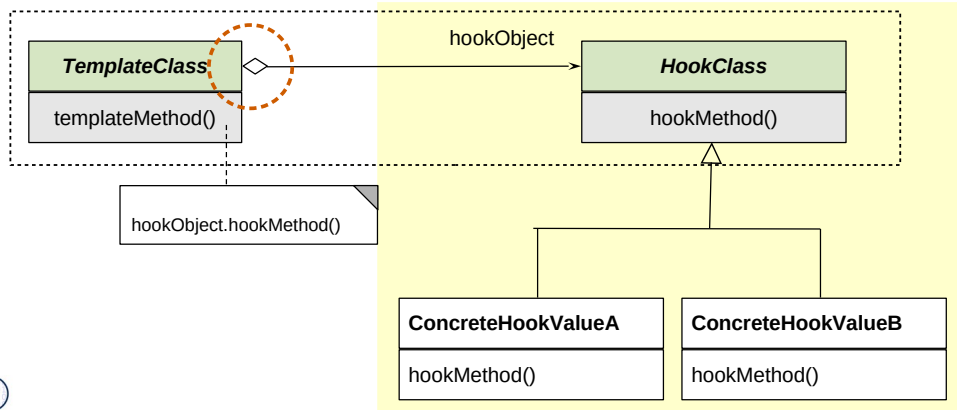 hookObject
TemplateClass
HookClass
templateMethod()
hookMethod()
hookObject.hookMethod()
ConcreteHookValueA
ConcreteHookValueB
hookMethod()
hookMethod()